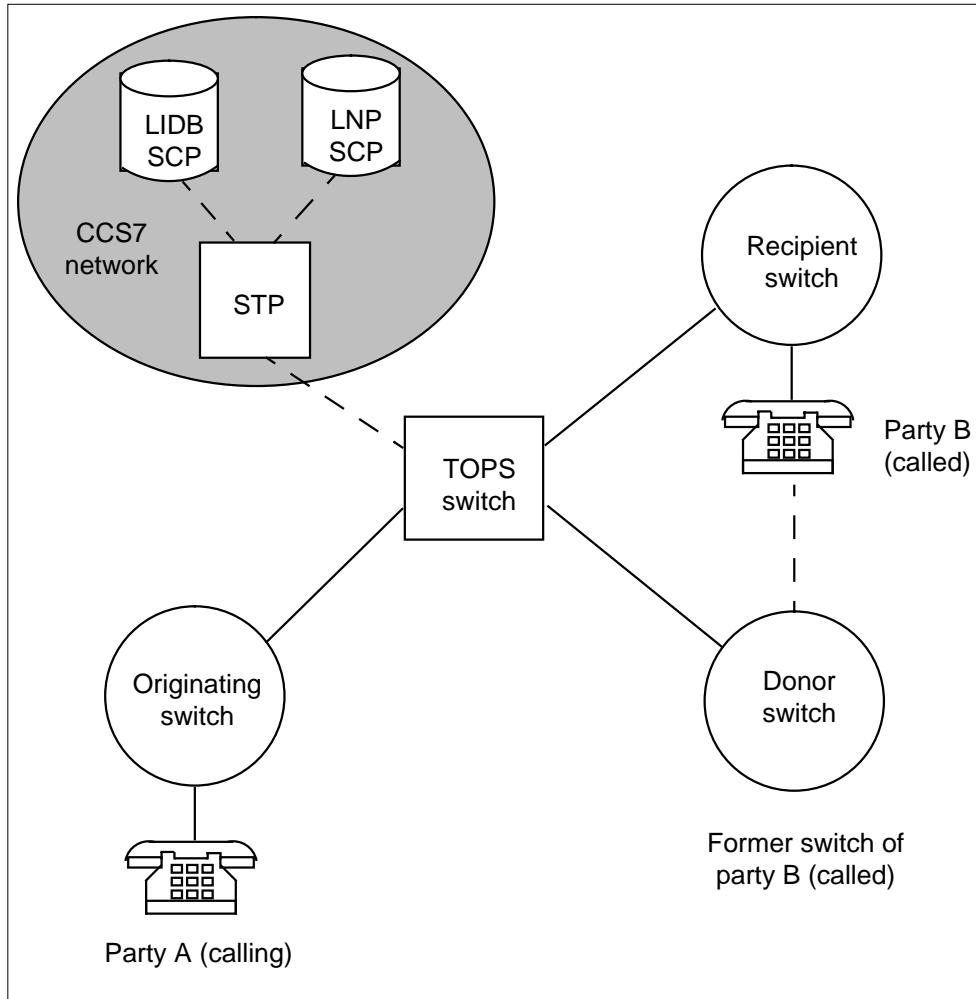 LIDB
SCP
LNP
SCP
CCS7
network
STP
Recipient
switch
Party B
(called)
TOPS
switch
Originating
switch
Donor
switch
Former switch of
party B (called)
Party A (calling)